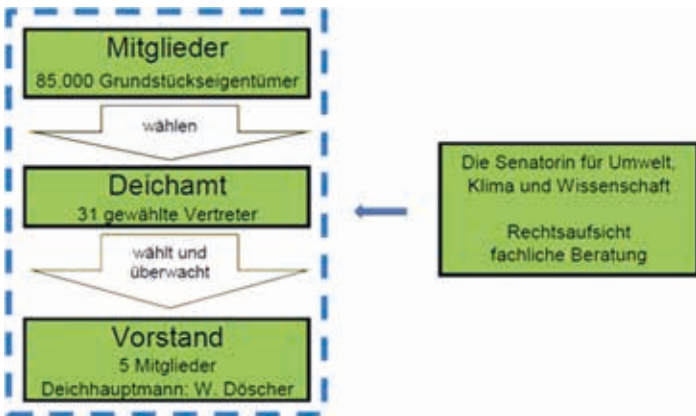 Mitglieder
85.000 Grundstückseigentümer
wählen
Deichamt
31 gewählte Vertreter
wählt und
überwacht
Vorstand
5 Mitglieder
Deichhauptmann: W. Döscher
Die Senatorin für Umwelt,
Klima und Wissenschaft
Rechtsaufsicht
fachliche Beratung